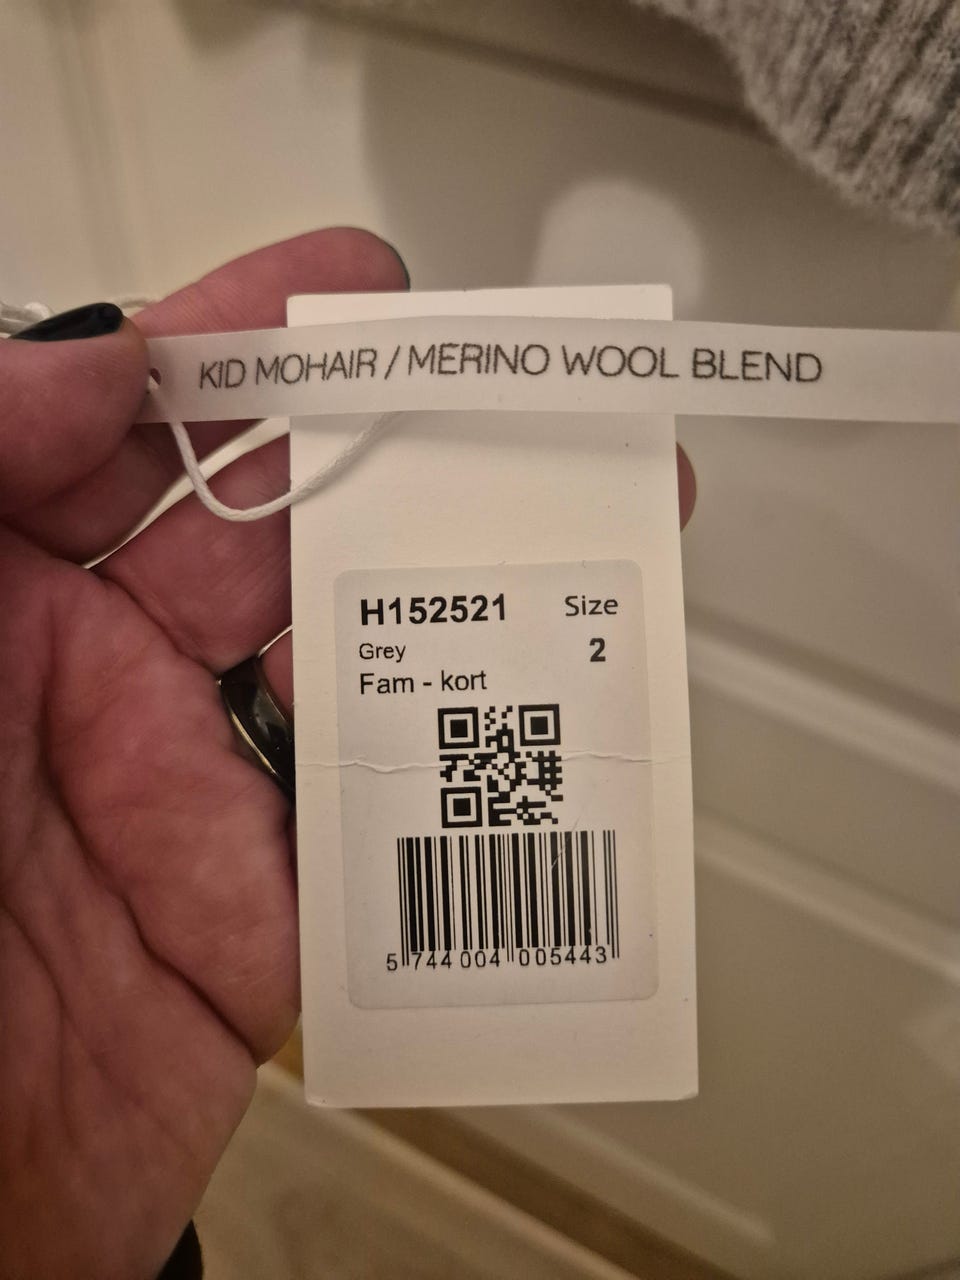 KID MOHAIR / MERINO WOOL BLEND
H152521 Size
Grey 2
Fam - kort
5 744004 005443